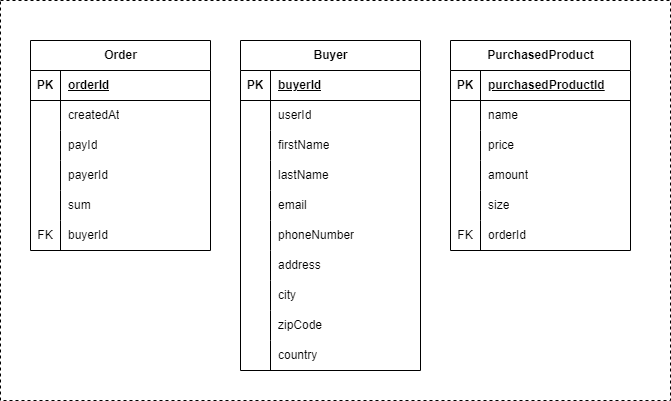 Order
PK orderId
createdAt
payId
payerId
sum
FK buyerId
Buyer
PK buyerId
userId
firstName
lastName
email
phoneNumber
address
city
zipCode
country
PurchasedProduct
PK purchasedProductId
name
price
amount
size
FK orderId